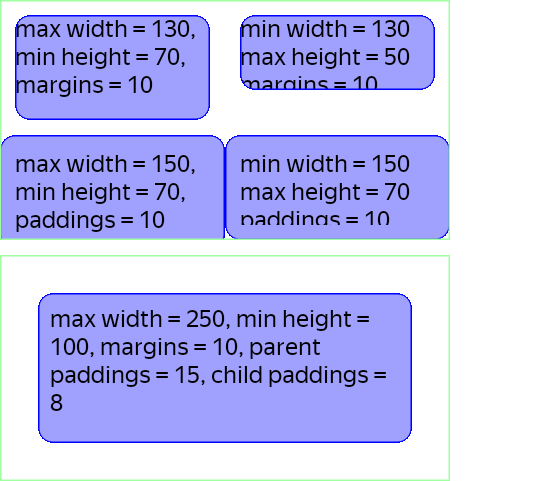 max width = 130,
min height = 70,
margins = 10
min width = 130
max height = 50
margins = 10
max width = 150,
min height = 70,
paddings = 10
min width = 150
max height = 70
paddings = 10
max width = 250, min height =
100, margins = 10, parent
paddings = 15, child paddings =
8